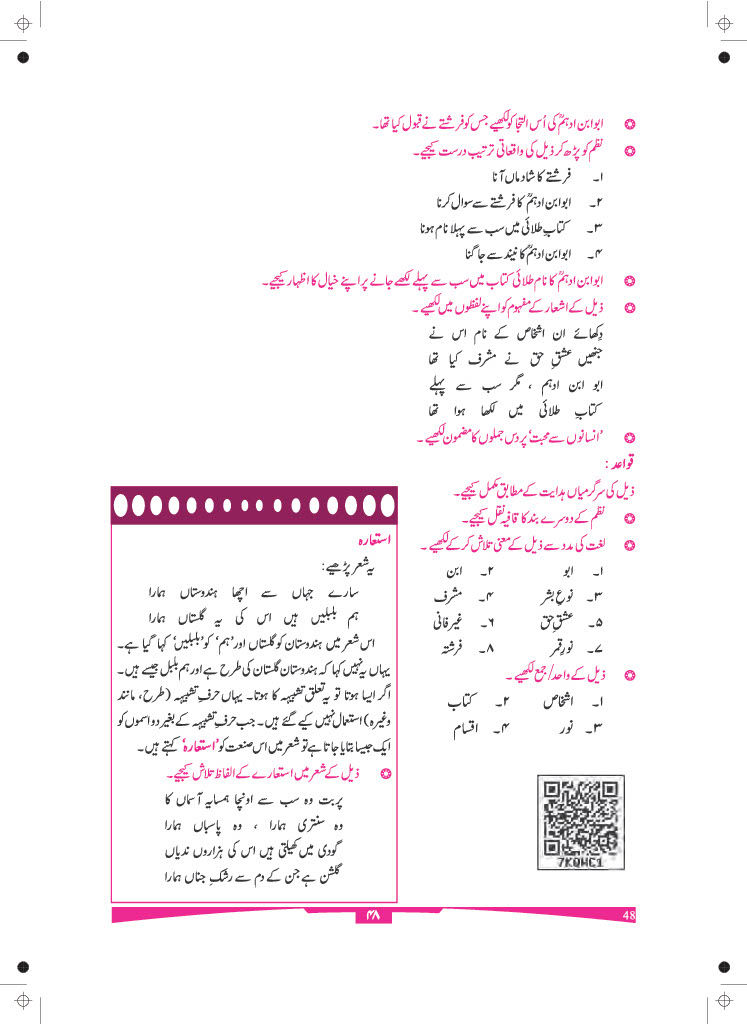 ابو ابن ادہمؒ کی اُس التجا کو لکھیے جس کو فرشتے نے قبول کیا تھا۔
نظم کو پڑھ کر ذیل کی واقعاتی ترتیب درست کیجیے۔
۱۔ فرشتے کا شادماں آنا
۲۔ ابو ابن ادہمؒ کا فرشتے سے سوال کرنا
۳۔ کتابِ طلائی میں سب سے پہلا نام ہونا
۴۔ ابو ابن ادہمؒ کا نیند سے جاگنا
ابو ابن ادہمؒ کا نام طلائی کتاب میں سب سے پہلے لکھے جانے پر اپنے خیال کا اظہار کیجیے۔
ذیل کے اشعار کے مفہوم کو اپنے لفظوں میں لکھیے۔
دِکھائے ان اشخاص کے نام اس نے
جنھیں عشقِ حق نے مشرف کیا تھا
ابو ابن ادہم ، مگر سب سے پہلے
کتابِ طلائی میں لکھا ہوا تھا
'انسانوں سے محبت' پر دس جملوں کا مضمون لکھیے۔
قواعد :
ذیل کی سرگرمیاں ہدایت کے مطابق مکمل کیجیے۔
نظم کے دوسرے بند کا قافیہ نقل کیجیے۔
لغت کی مدد سے ذیل کے معنی تلاش کر کے لکھیے۔
۱۔ ابو ۲۔ ابن
۳۔ نوعِ بشر ۴۔ مشرف
۵۔ عشقِ حق ۶۔ غیر فانی
۷۔ نورِ قمر ۸۔ فرشتہ
ذیل کے واحد/جمع لکھیے۔
۱۔ اشخاص ۲۔ کتاب
۳۔ نور ۴۔ اقسام
استعارہ
یہ شعر پڑھیے:
سارے جہاں سے اچھا ہندوستاں ہمارا
ہم بلبلیں ہیں اس کی یہ گلستاں ہمارا
اس شعر میں ہندوستان کو گلستاں اور 'ہم' کو 'بلبلیں' کہا گیا ہے۔
یہاں یہ نہیں کہا کہ ہندوستان گلستان کی طرح ہے اور ہم بلبل جیسے ہیں۔
اگر ایسا ہوتا تو یہ تعلق تشبیہہ کا ہوتا۔ یہاں حرفِ تشبیہہ (طرح، مانند
وغیرہ) استعمال نہیں کیے گئے ہیں۔ جب حرفِ تشبیہہ کے بغیر دو اسموں کو
ایک جیسا بتایا جاتا ہے تو شعر میں اس صنعت کو 'استعارہ' کہتے ہیں۔
ذیل کے شعر میں استعارے کے الفاظ تلاش کیجیے۔
پربت وہ سب سے اونچا ہمسایہ آسماں کا
وہ سنتری ہمارا ، وہ پاسباں ہمارا
گودی میں کھیلتی ہیں اس کی ہزاروں ندیاں
گلشن ہے جن کے دم سے رشکِ جناں ہمارا
7KQWC1
۴۸
48